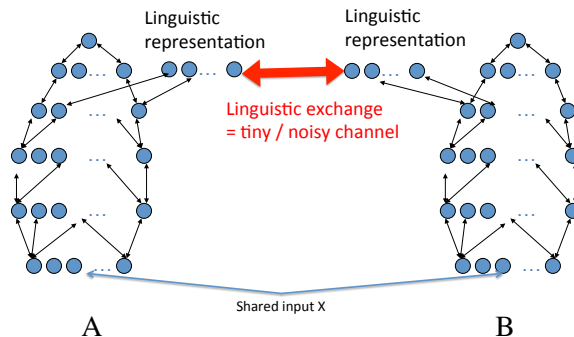 Linguistic
representation
Linguistic
representation
Linguistic exchange
= tiny / noisy channel
Shared input X
A
B